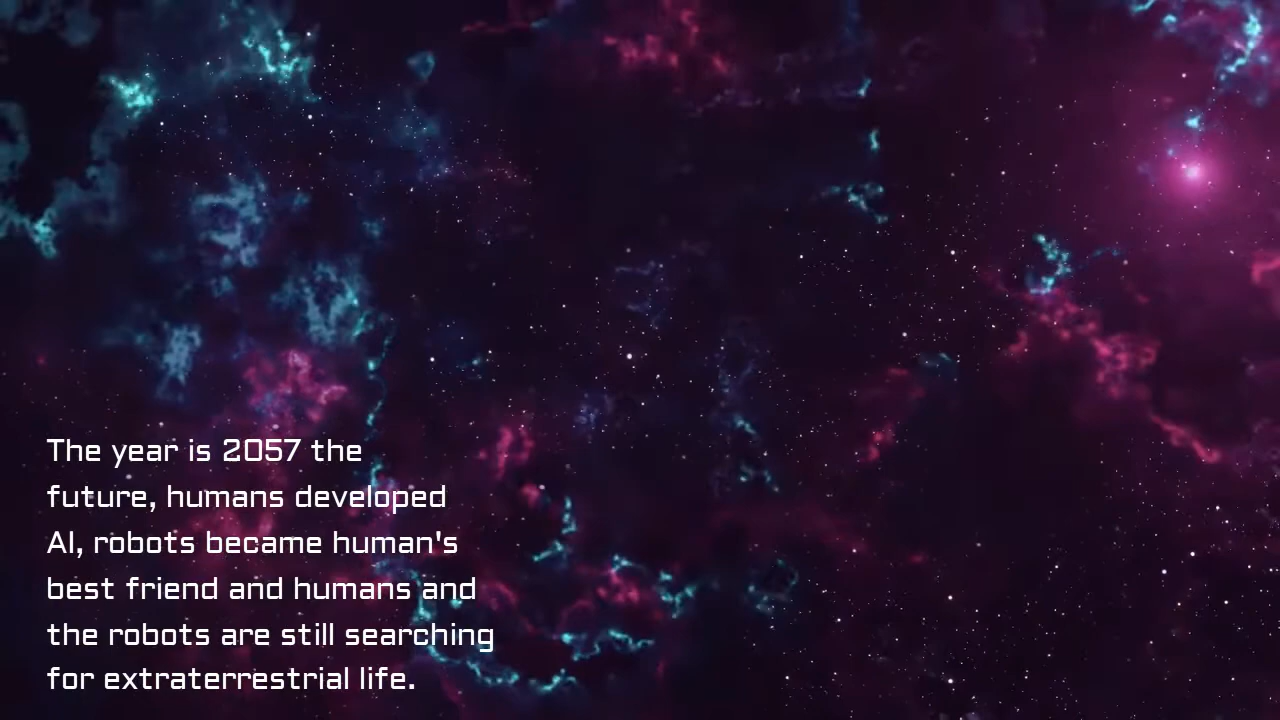 The year is 2057 the
future, humans developed
AI, robots became human's
best friend and humans and
the robots are still searching
for extraterrestrial life.